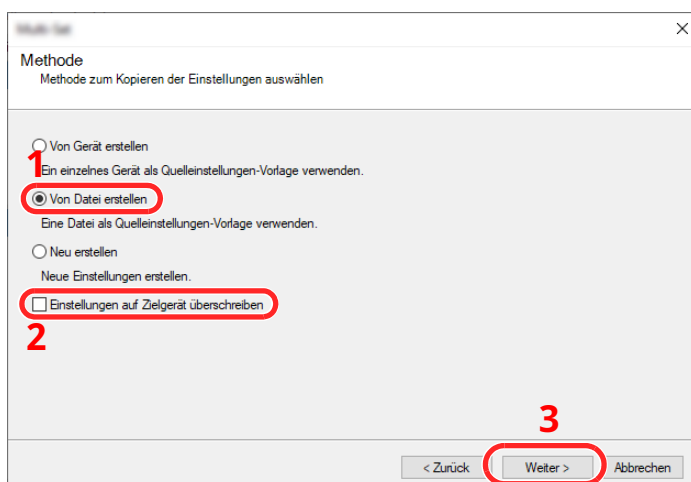 Methode
Methode zum Kopieren der Einstellungen auswählen
Von Gerät erstellen
1
Ein einzelnes Gerät als Quelleinstellungen-Vorlage verwenden.
Von Datei erstellen
Eine Datei als Quelleinstellungen-Vorlage verwenden.
Neu erstellen
Neue Einstellungen erstellen.
Einstellungen auf Zielgerät überschreiben
2
3
< Zurück Weiter > Abbrechen